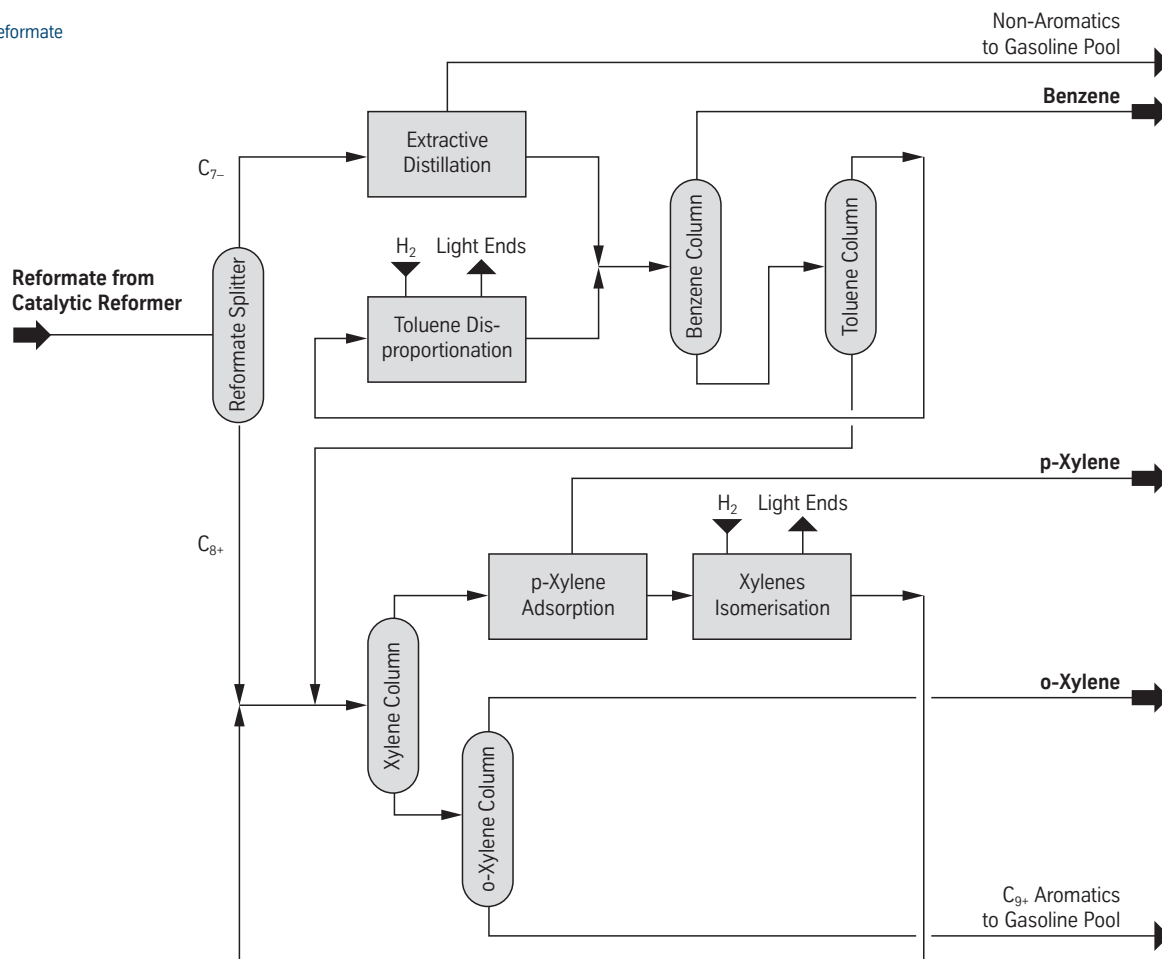 eformate
Non-Aromatics
to Gasoline Pool
Benzene
Extractive
Distillation
C₇₋
Benzene Column
Toluene Column
H₂
Light Ends
Reformate from
Catalytic Reformer
Reformate Splitter
Toluene Dis-
proportionation
p-Xylene
H₂
Light Ends
C₈₊
p-Xylene
Adsorption
Xylenes
Isomerisation
Xylene Column
o-Xylene
o-Xylene Column
C₉₊ Aromatics
to Gasoline Pool